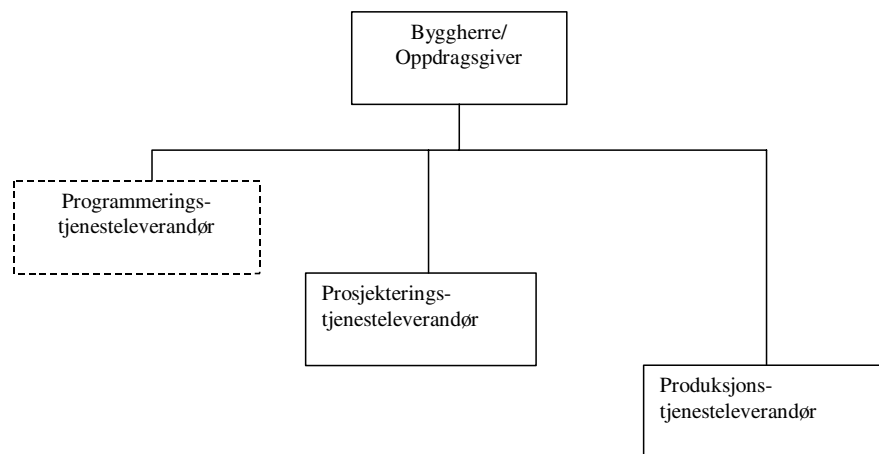 Byggherre/
Oppdragsgiver
Programmerings-
tjenesteleverandør
Prosjekterings-
tjenesteleverandør
Produksjons-
tjenesteleverandør